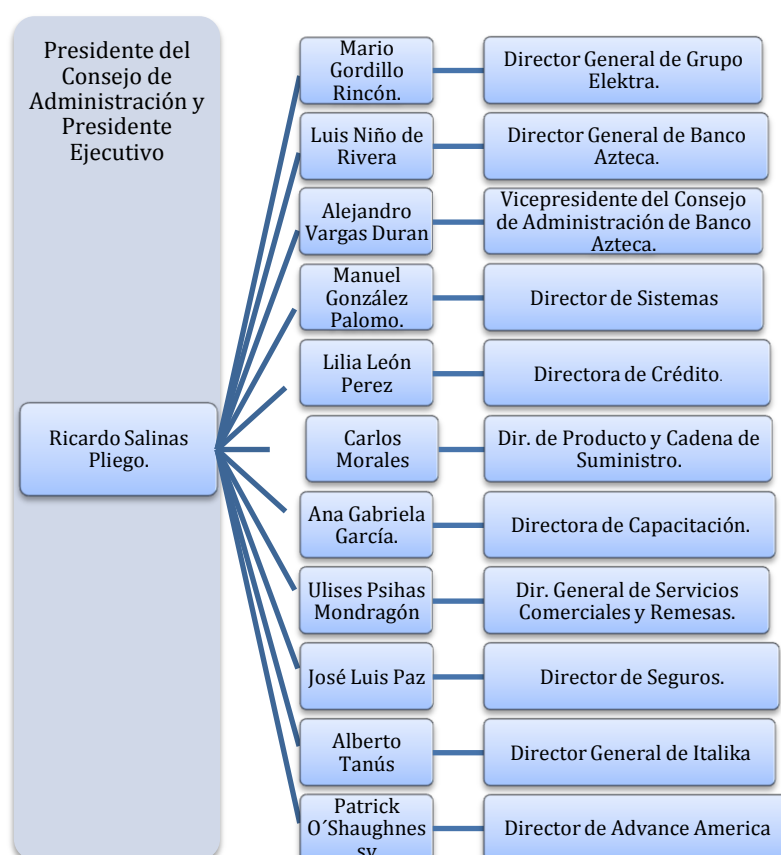 Presidente del
Consejo de
Administración y
Presidente
Ejecutivo
Ricardo Salinas
Pliego.
Mario
Gordillo
Rincón.
Director General de Grupo
Elektra.
Luis Niño de
Rivera
Director General de Banco
Azteca.
Alejandro
Vargas Duran
Vicepresidente del Consejo
de Administración de Banco
Azteca.
Manuel
González
Palomo.
Director de Sistemas
Lilia León
Perez
Directora de Crédito.
Carlos
Morales
Dir. de Producto y Cadena de
Suministro.
Ana Gabriela
García.
Directora de Capacitación.
Ulises Psihas
Mondragón
Dir. General de Servicios
Comerciales y Remesas.
José Luis Paz
Director de Seguros.
Alberto
Tanús
Director General de Italika
Patrick
O´Shaughnes
sy
Director de Advance America